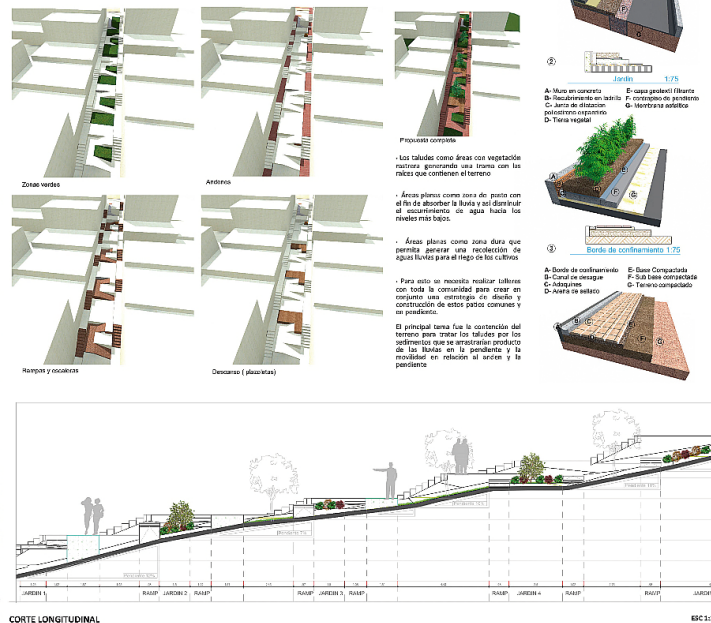 Zonas verdes
Andenes
Propuesta completa
- Los taludes como áreas con vegetación
rastrera generando una trama con las
raíces que contienen el terreno
- Áreas planas como zona de pasto con
el fin de absorber la lluvia y así disminuir
el escurrimiento de agua hacia los
niveles más bajos.
- Áreas planas como zona dura que
permita generar una recolección de
aguas lluvias para el riego de los cultivos
- Para esto se necesita realizar talleres
con toda la comunidad para crear en
conjunto una estrategia de diseño y
construcción de estos patios comunes y
en pendiente.
El principal tema fue la contención del
terreno para tratar los taludes por los
sedimentos que se arrastrarían producto
de las lluvias en la pendiente y la
movilidad en relación al orden y la
pendiente
Rampas y escaleras
Descanso ( plazoletas)
F
D
2
Jardin 1:75
A- Muro en concreto
B- Recubrimiento en ladrillo
C- Junta de dilatacion
poliestireno expandido
D- Tierra vegetal
E- capa geotextil filtrante
F- contrapiso de pendiente
G- Membrana asfaltica
A
F
G
3
Borde de confinamiento 1:75
A- Borde de confinamiento
B- Canal de desague
C- Adoquines
D- Arena de sellado
E- Base Compactada
F- Sub base compactada
G- Terreno compactado
B
C
F
G
JARDIN 1
RAMP
JARDIN 2
RAMP
RAMP
JARDIN 3
RAMP
RAMP
JARDIN 4
RAMP
RAMP
CORTE LONGITUDINAL